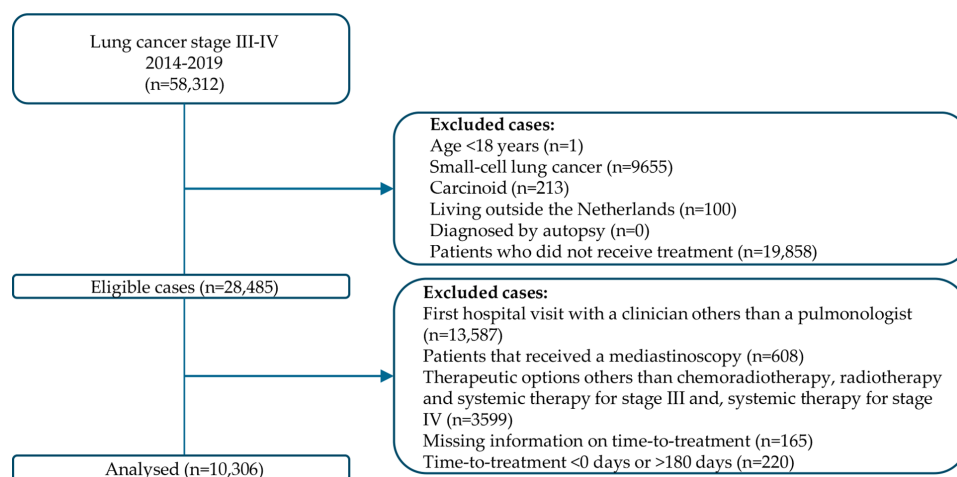 Lung cancer stage III-IV
2014-2019
(n=58,312)
Excluded cases:
Age <18 years (n=1)
Small-cell lung cancer (n=9655)
Carcinoid (n=213)
Living outside the Netherlands (n=100)
Diagnosed by autopsy (n=0)
Patients who did not receive treatment (n=19,858)
Eligible cases (n=28,485)
Excluded cases:
First hospital visit with a clinician others than a pulmonologist
(n=13,587)
Patients that received a mediastinoscopy (n=608)
Therapeutic options others than chemoradiotherapy, radiotherapy
and systemic therapy for stage III and, systemic therapy for stage
IV (n=3599)
Missing information on time-to-treatment (n=165)
Time-to-treatment <0 days or >180 days (n=220)
Analysed (n=10,306)